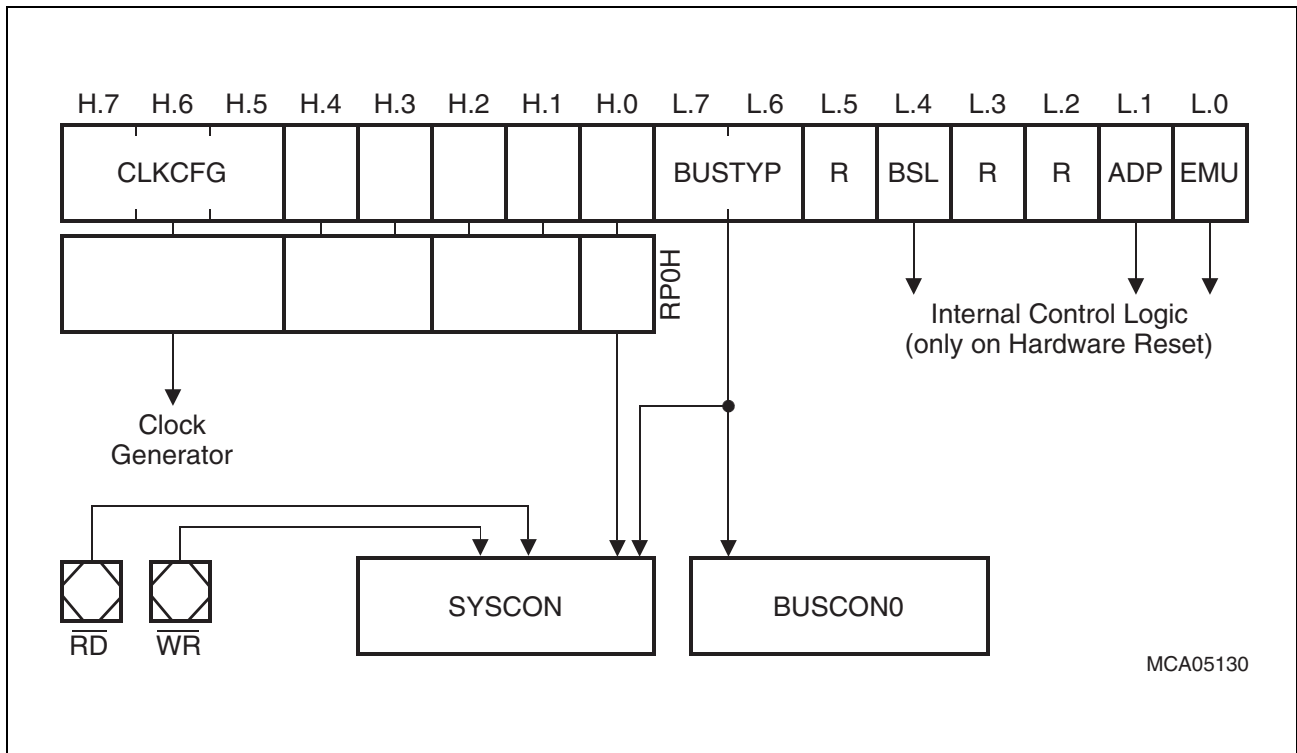 H.7 H.6 H.5 H.4 H.3 H.2 H.1 H.0 L.7 L.6 L.5 L.4 L.3 L.2 L.1 L.0
CLKCFG BUSTYP R BSL R R ADP EMU
RP0H
Internal Control Logic
(only on Hardware Reset)
Clock
Generator
SYSCON BUSCON0
RD WR
MCA05130